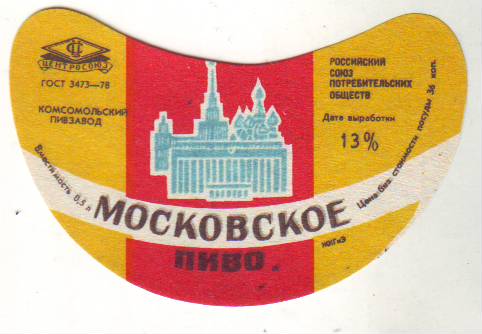 ЦЕНТРОСОЮЗ
ГОСТ 3473—78
КОМСОМОЛЬСКИЙ
ПИВЗАВОД
РОССИЙСКИЙ
СОЮЗ
ПОТРЕБИТЕЛЬСКИХ
ОБЩЕСТВ
Дата выработки
13%
Вместимость 0,5 л
Цена без стоимости посуды 36 коп.
МОСКОВСКОЕ
ПИВО.